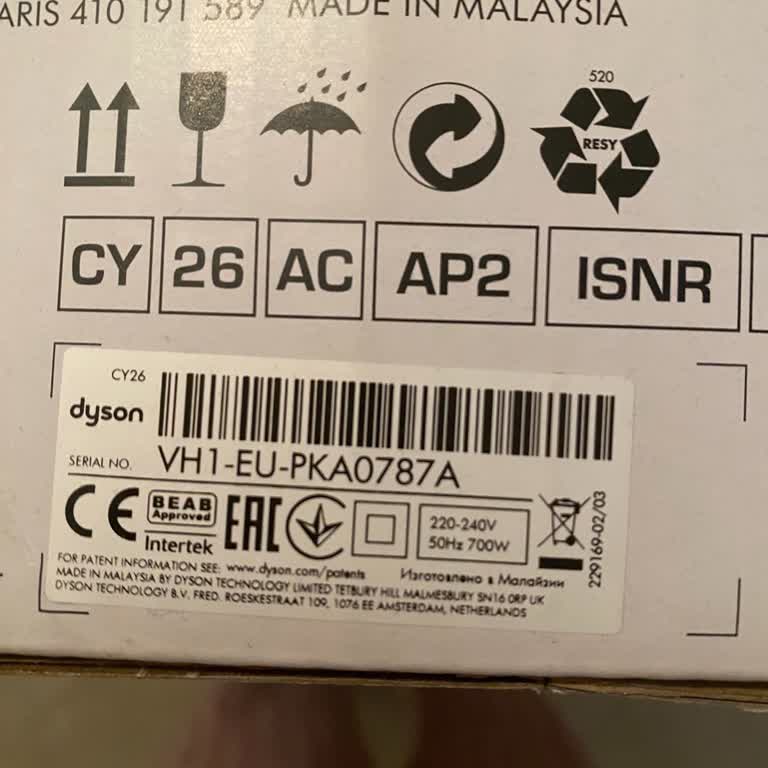 ARIS 410 191 589 MADE IN MALAYSIA
520
RESY
CY 26 AC AP2 ISNR
CY26
dyson
SERIAL NO. VH1-EU-PKA0787A
CE BEAB Approved Intertek EAC
220-240V
50Hz 700W
229169-02/03
FOR PATENT INFORMATION SEE: www.dyson.com/patents Изготовлено в Малайзии
MADE IN MALAYSIA BY DYSON TECHNOLOGY LIMITED TETBURY HILL MALMESBURY SN16 0RP UK
DYSON TECHNOLOGY B.V. FRED. ROESKESTRAAT 109, 1076 EE AMSTERDAM, NETHERLANDS